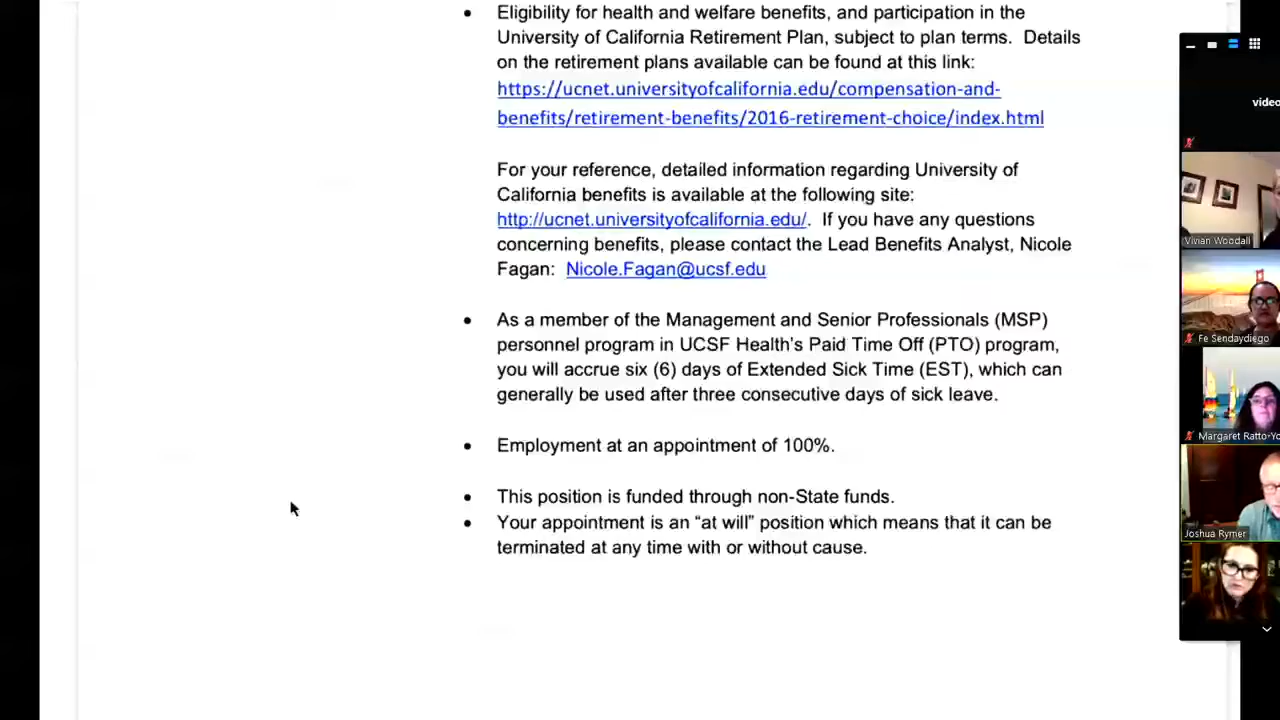 Eligibility for health and welfare benefits, and participation in the
University of California Retirement Plan, subject to plan terms.  Details
on the retirement plans available can be found at this link:
https://ucnet.universityofcalifornia.edu/compensation-and-
benefits/retirement-benefits/2016-retirement-choice/index.html
For your reference, detailed information regarding University of
California benefits is available at the following site:
http://ucnet.universityofcalifornia.edu/.  If you have any questions
concerning benefits, please contact the Lead Benefits Analyst, Nicole
Fagan:  Nicole.Fagan@ucsf.edu
As a member of the Management and Senior Professionals (MSP)
personnel program in UCSF Health’s Paid Time Off (PTO) program,
you will accrue six (6) days of Extended Sick Time (EST), which can
generally be used after three consecutive days of sick leave.
Employment at an appointment of 100%.
This position is funded through non-State funds.
Your appointment is an “at will” position which means that it can be
terminated at any time with or without cause.
video
Vivian Woodall
Fe Sendaydiego
Margaret Ratto-Yo
Joshua Rymer